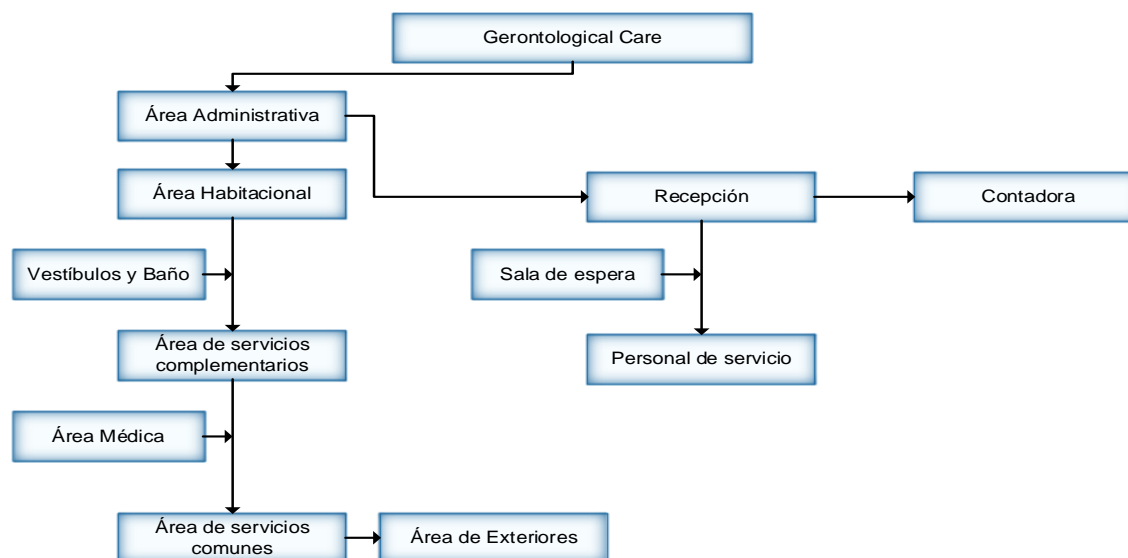 Gerontological Care
Área Administrativa
Área Habitacional
Recepción
Contadora
Vestíbulos y Baño
Sala de espera
Área de servicios
complementarios
Personal de servicio
Área Médica
Área de servicios
comunes
Área de Exteriores